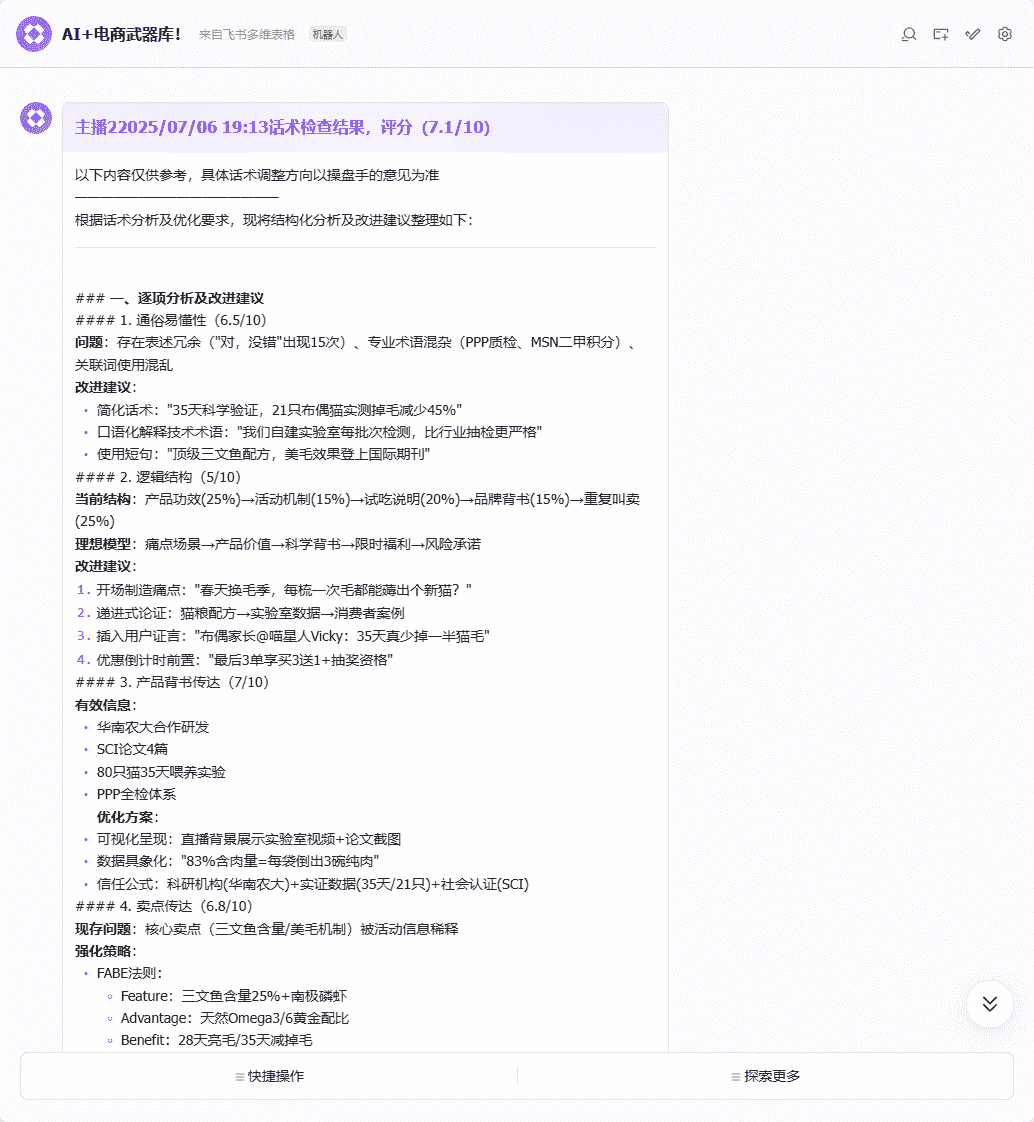 AI+电商武器库！ 来自飞书多维表格 机器人
主播22025/07/06 19:13话术检查结果，评分（7.1/10）
以下内容仅供参考，具体话术调整方向以操盘手的意见为准
————————————————
根据话术分析及优化要求，现将结构化分析及改进建议整理如下：
### 一、逐项分析及改进建议
#### 1. 通俗易懂性（6.5/10）
问题：存在表述冗余（"对，没错"出现15次）、专业术语混杂（PPP质检、MSN二甲积分）、
关联词使用混乱
改进建议：
• 简化话术："35天科学验证，21只布偶猫实测掉毛减少45%"
• 口语化解释技术术语："我们自建实验室每批次检测，比行业抽检更严格"
• 使用短句："顶级三文鱼配方，美毛效果登上国际期刊"
#### 2. 逻辑结构（5/10）
当前结构：产品功效(25%)→活动机制(15%)→试吃说明(20%)→品牌背书(15%)→重复叫卖
(25%)
理想模型：痛点场景→产品价值→科学背书→限时福利→风险承诺
改进建议：
1. 开场制造痛点："春天换毛季，每梳一次毛都能薅出个新猫？"
2. 递进式论证：猫粮配方→实验室数据→消费者案例
3. 插入用户证言："布偶家长@喵星人Vicky：35天真少掉一半猫毛"
4. 优惠倒计时前置："最后3单享买3送1+抽奖资格"
#### 3. 产品背书传达（7/10）
有效信息：
• 华南农大合作研发
• SCI论文4篇
• 80只猫35天喂养实验
• PPP全检体系
优化方案：
• 可视化呈现：直播背景展示实验室视频+论文截图
• 数据具象化："83%含肉量=每袋倒出3碗纯肉"
• 信任公式：科研机构(华南农大)+实证数据(35天/21只)+社会认证(SCI)
#### 4. 卖点传达（6.8/10）
现存问题：核心卖点（三文鱼含量/美毛机制）被活动信息稀释
强化策略：
• FABE法则：
◦ Feature：三文鱼含量25%+南极磷虾
◦ Advantage：天然Omega3/6黄金配比
◦ Benefit：28天亮毛/35天减掉毛
快捷操作 探索更多